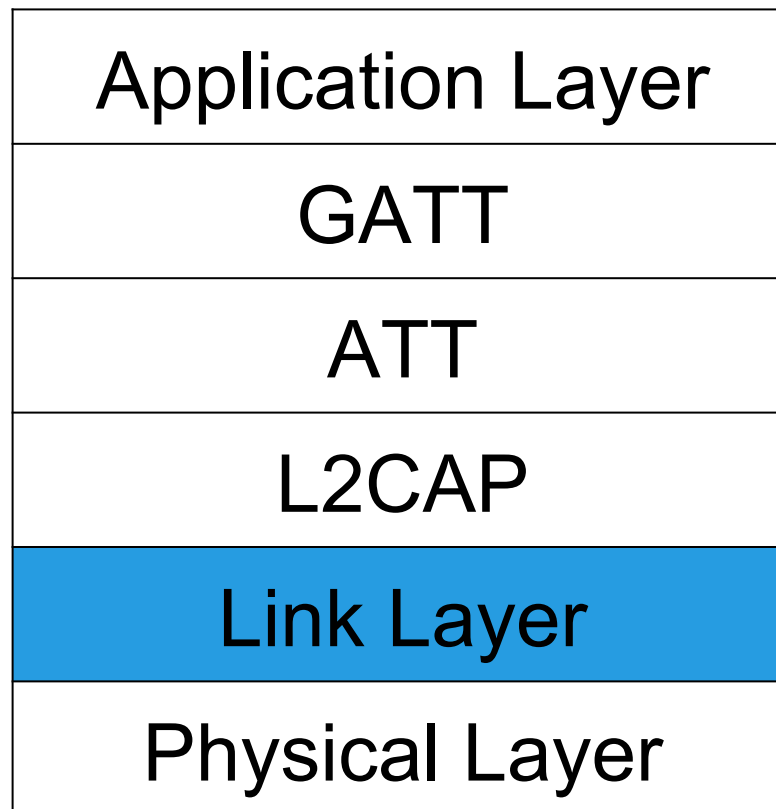 Application Layer
GATT
ATT
L2CAP
Link Layer
Physical Layer